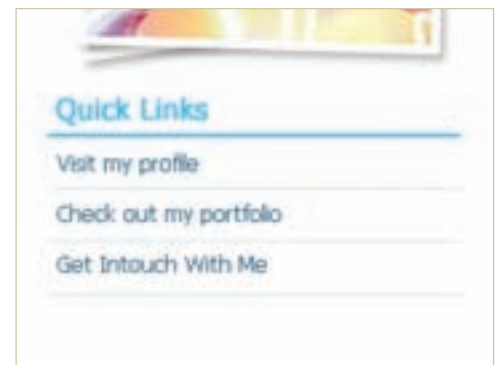 Quick Links
Visit my profile
Check out my portfolio
Get Intouch With Me